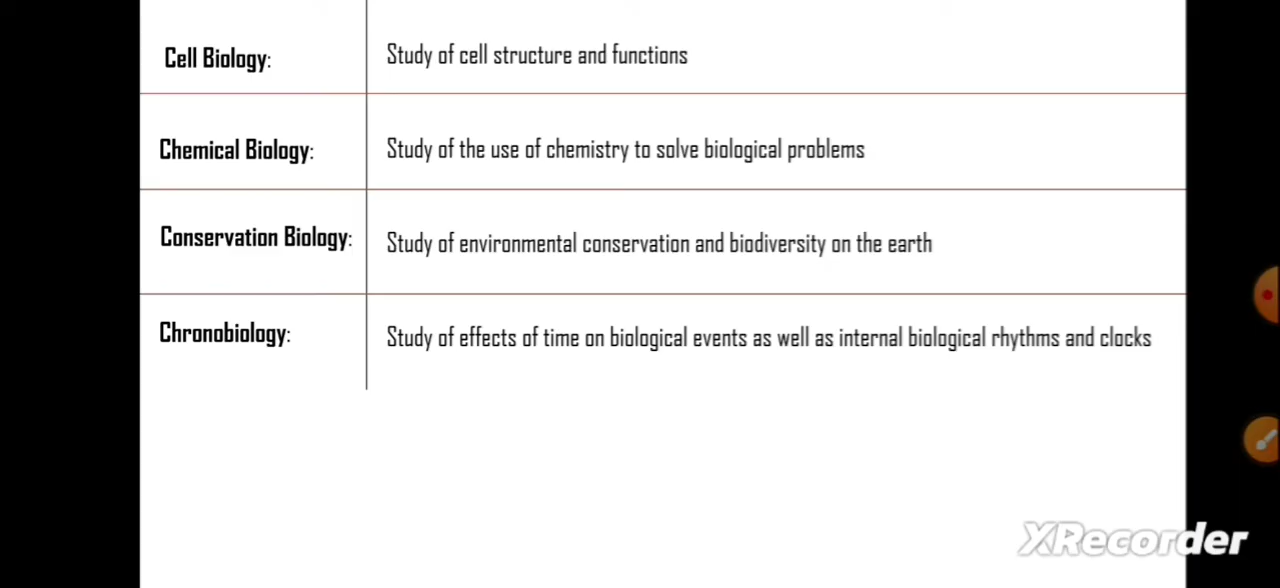 Cell Biology: Study of cell structure and functions
Chemical Biology: Study of the use of chemistry to solve biological problems
Conservation Biology: Study of environmental conservation and biodiversity on the earth
Chronobiology: Study of effects of time on biological events as well as internal biological rhythms and clocks
XRecorder